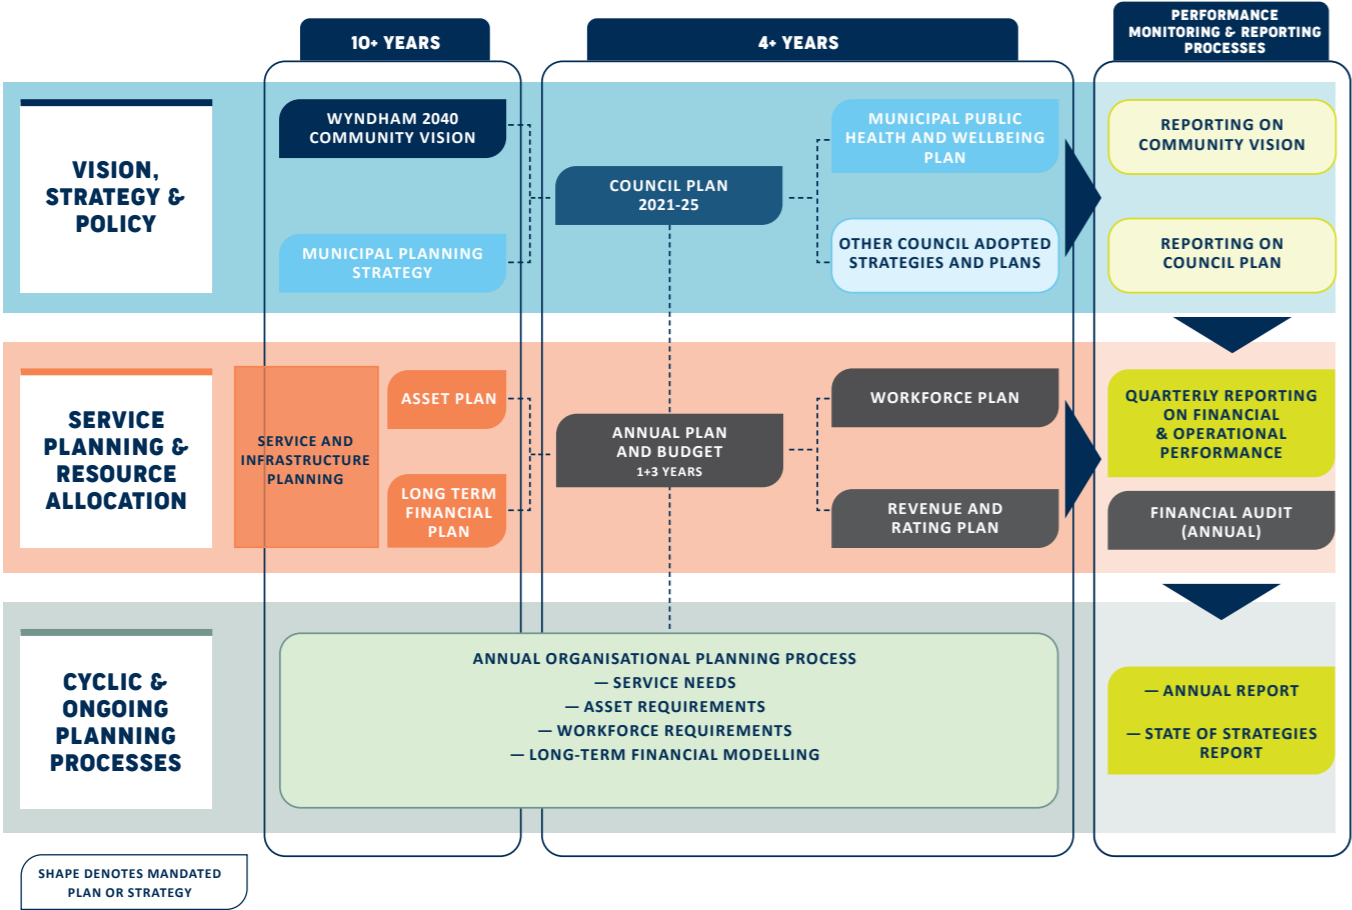 10+ YEARS
4+ YEARS
PERFORMANCE
MONITORING & REPORTING
PROCESSES
VISION,
STRATEGY &
POLICY
WYNDHAM 2040
COMMUNITY VISION
MUNICIPAL PLANNING
STRATEGY
COUNCIL PLAN
2021-25
MUNICIPAL PUBLIC
HEALTH AND WELLBEING
PLAN
OTHER COUNCIL ADOPTED
STRATEGIES AND PLANS
REPORTING ON
COMMUNITY VISION
REPORTING ON
COUNCIL PLAN
SERVICE
PLANNING &
RESOURCE
ALLOCATION
SERVICE AND
INFRASTRUCTURE
PLANNING
ASSET PLAN
LONG TERM
FINANCIAL
PLAN
ANNUAL PLAN
AND BUDGET
1+3 YEARS
WORKFORCE PLAN
REVENUE AND
RATING PLAN
QUARTERLY REPORTING
ON FINANCIAL
& OPERATIONAL
PERFORMANCE
FINANCIAL AUDIT
(ANNUAL)
CYCLIC &
ONGOING
PLANNING
PROCESSES
ANNUAL ORGANISATIONAL PLANNING PROCESS
— SERVICE NEEDS
— ASSET REQUIREMENTS
— WORKFORCE REQUIREMENTS
— LONG-TERM FINANCIAL MODELLING
— ANNUAL REPORT
— STATE OF STRATEGIES
REPORT
SHAPE DENOTES MANDATED
PLAN OR STRATEGY